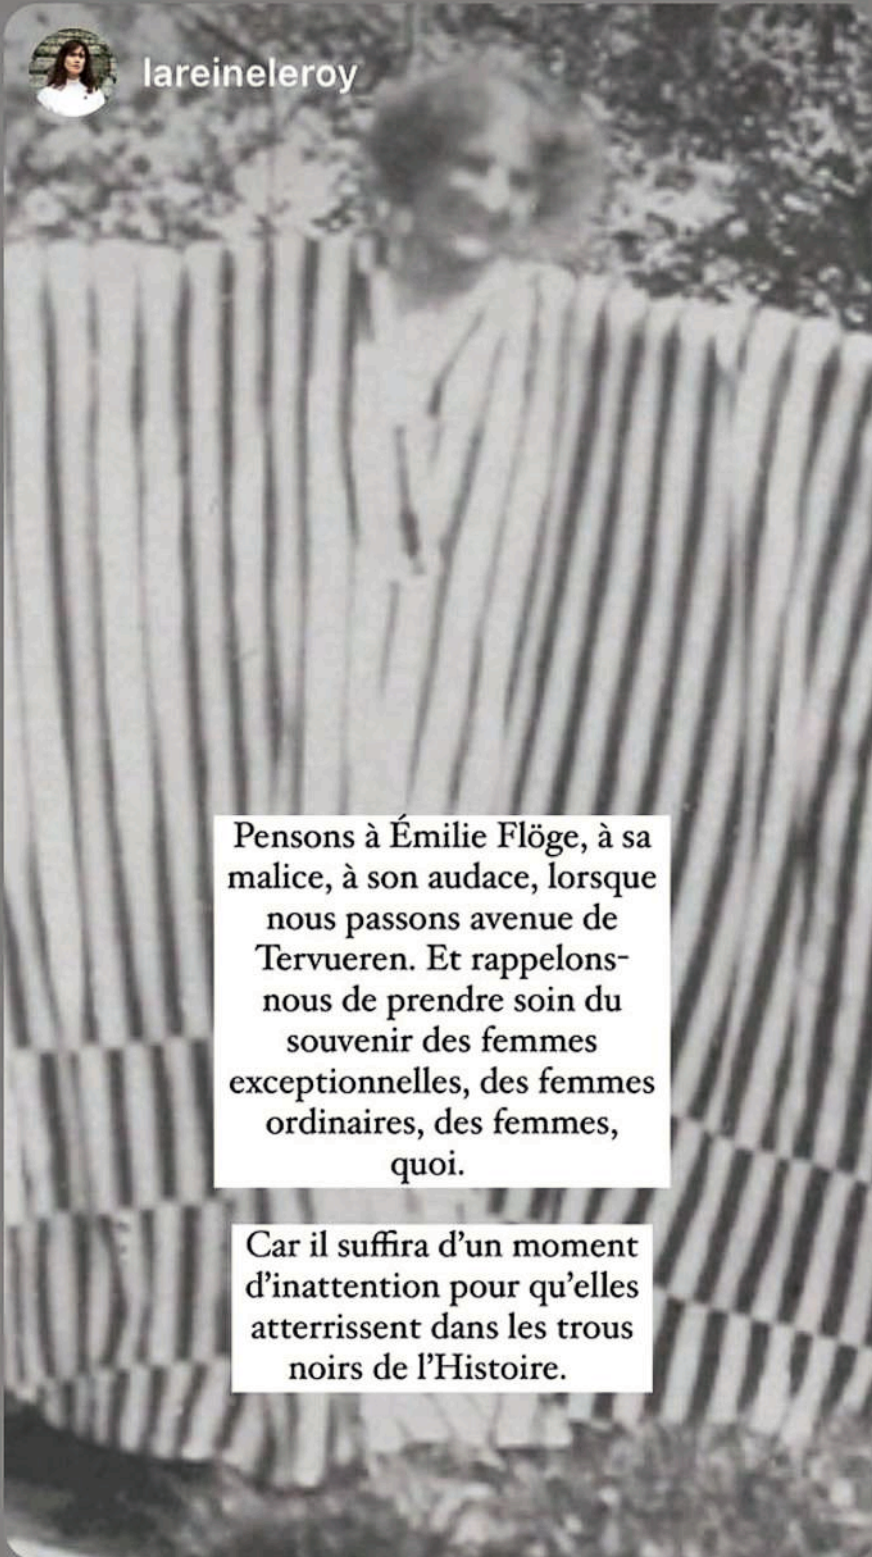 lareineleroy
Pensons à Émilie Flöge, à sa
malice, à son audace, lorsque
nous passons avenue de
Tervueren. Et rappelons-
nous de prendre soin du
souvenir des femmes
exceptionnelles, des femmes
ordinaires, des femmes,
quoi.
Car il suffira d’un moment
d’inattention pour qu’elles
atterrissent dans les trous
noirs de l’Histoire.